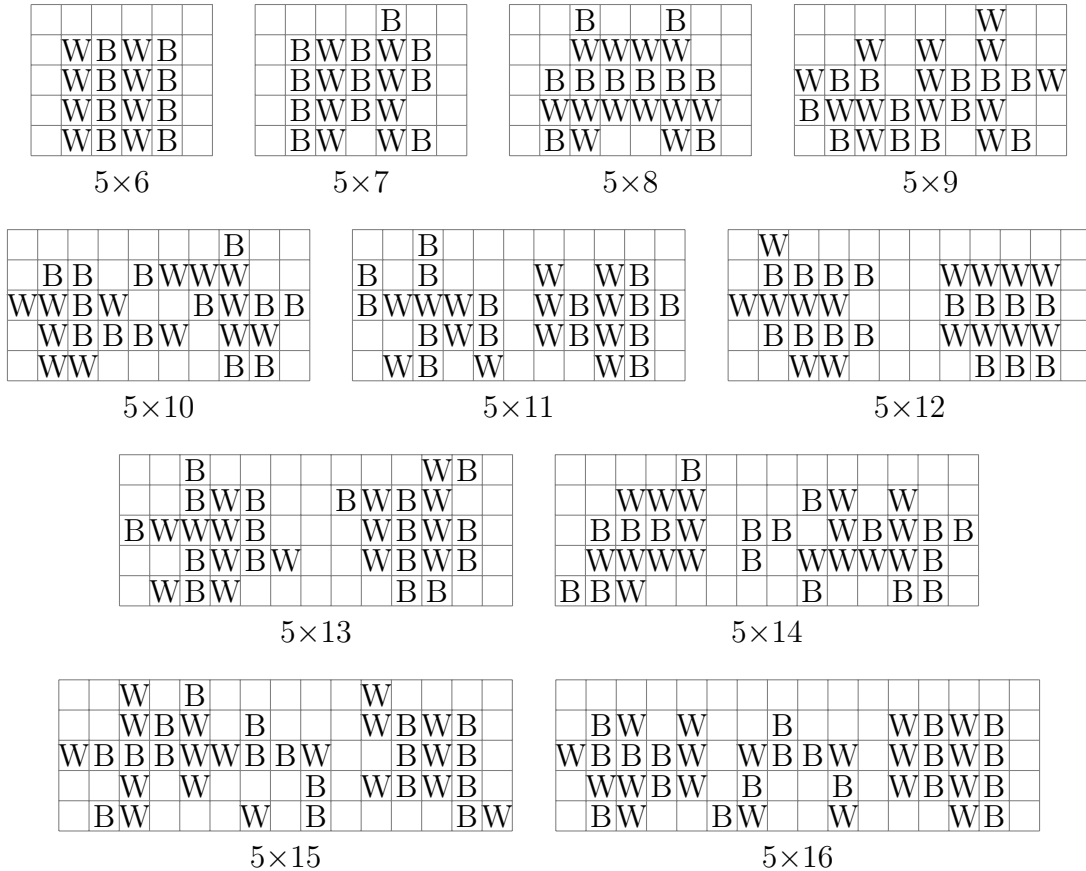 W B W B
W B W B
W B W B
W B W B
5×6
B
B W B W B
B W B W B
B W B W
B W W B
5×7
B B
W W W W
B B B B B B
W W W W W W
B W W B
5×8
W
W W W
W B B W B B B W
B W W B W B W
B W B B W B
5×9
B
B B B W W W
W W B W B W B B
W B B B W W W
W W B B
5×10
B
B B W W B
B W W W B W B W B B
B W B W B W B
W B W W B
5×11
W
B B B B W W W W
W W W W B B B B
B B B B W W W W
W W B B B
5×12
B W B
B W B B W B W
B W W W B W B W B
B W B W W B W B
W B W B B
5×13
B
W W W B W W
B B B W B B W B W B B
W W W W B W W W W B
B B W B B B
5×14
W B W
W B W B W B W B
W B B B W W B B W B W B
W W B W B W B
B W W B B W
5×15
B W W B W B W B
W B B B W W B B W W B W B
W W B W B B W B W B
B W B W W W B
5×16